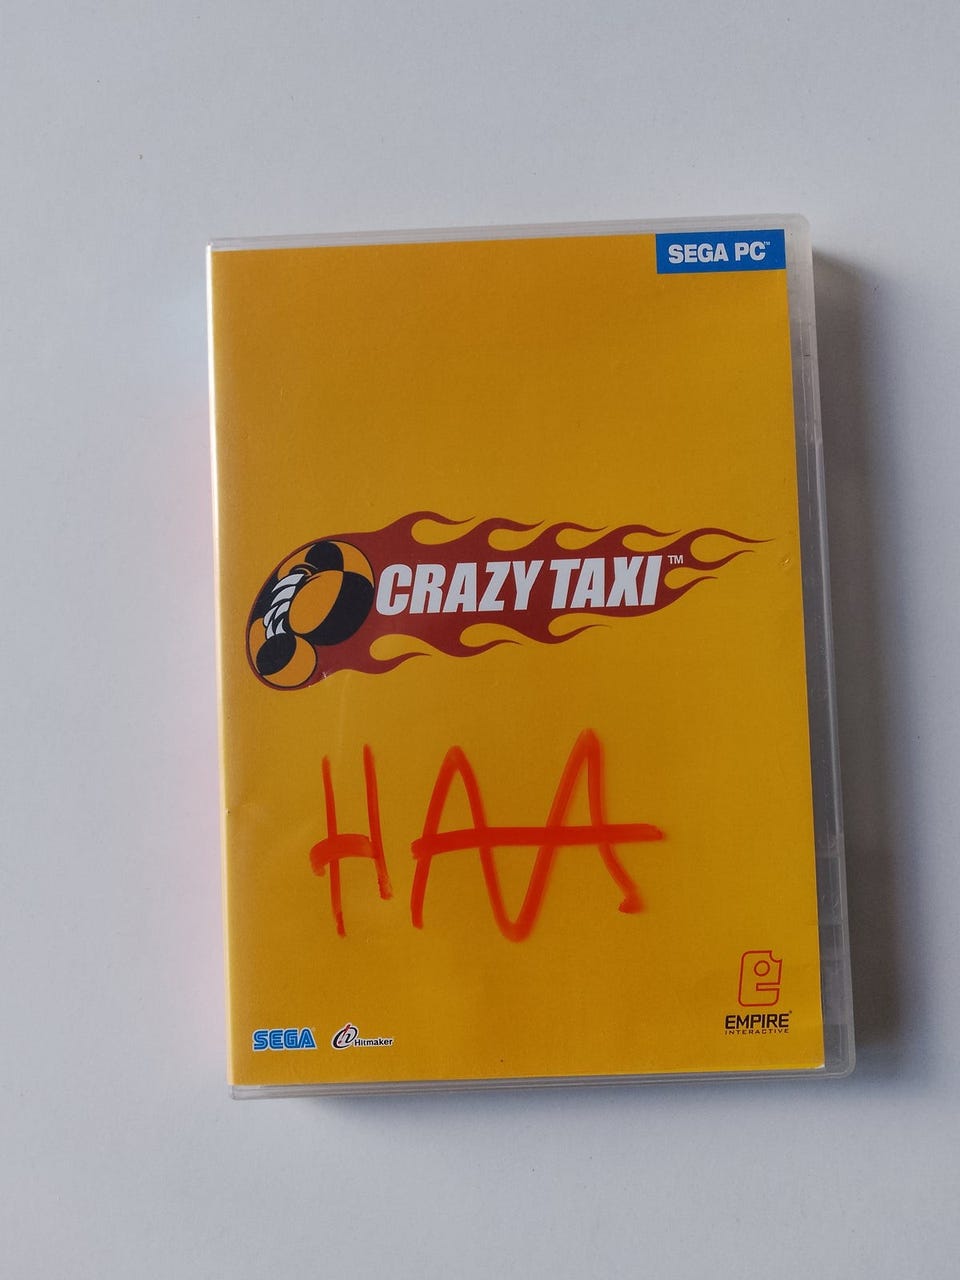 SEGA PC™
CRAZY TAXI™
HAA
SEGA® Hitmaker
EMPIRE®
INTERACTIVE